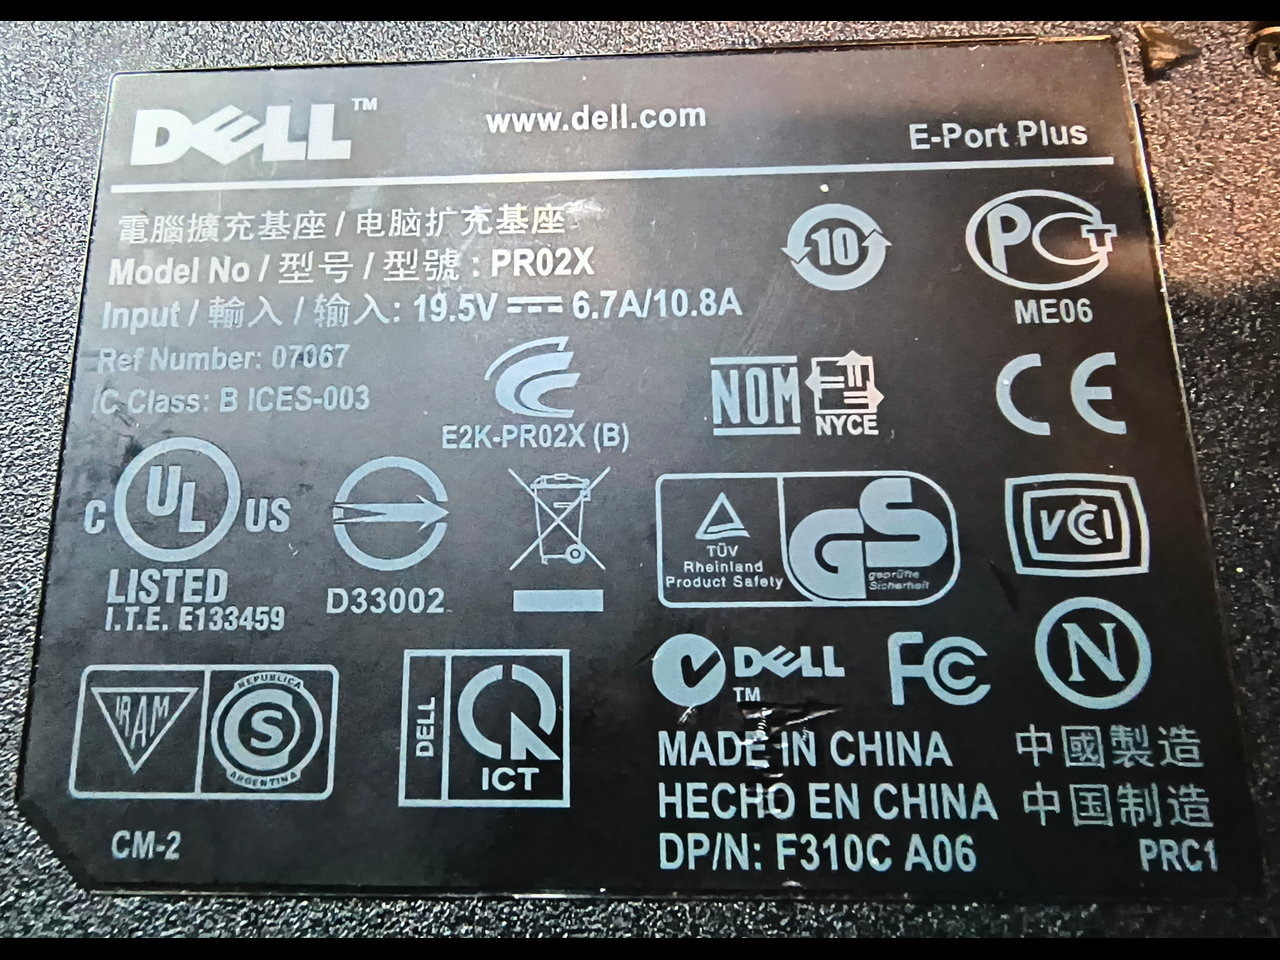 DELL™ www.dell.com E-Port Plus
電腦擴充基座 / 电脑扩充基座
Model No / 型号 / 型號 : PR02X
Input / 輸入 / 输入: 19.5V 6.7A/10.8A
10
PCT
ME06
Ref Number: 07067
IC Class: B ICES-003
E2K-PR02X (B)
NOM
NYCE
CE
C UL US
LISTED
I.T.E. E133459
D33002
TÜV
Rheinland
Product Safety
GS
geprüfte
Sicherheit
VCCI
IRAM
REPUBLICA
S
ARGENTINA
DELL
ICT
DELL
TM
FC
N
MADE IN CHINA 中國製造
HECHO EN CHINA 中国制造
DP/N: F310C A06 PRC1
CM-2